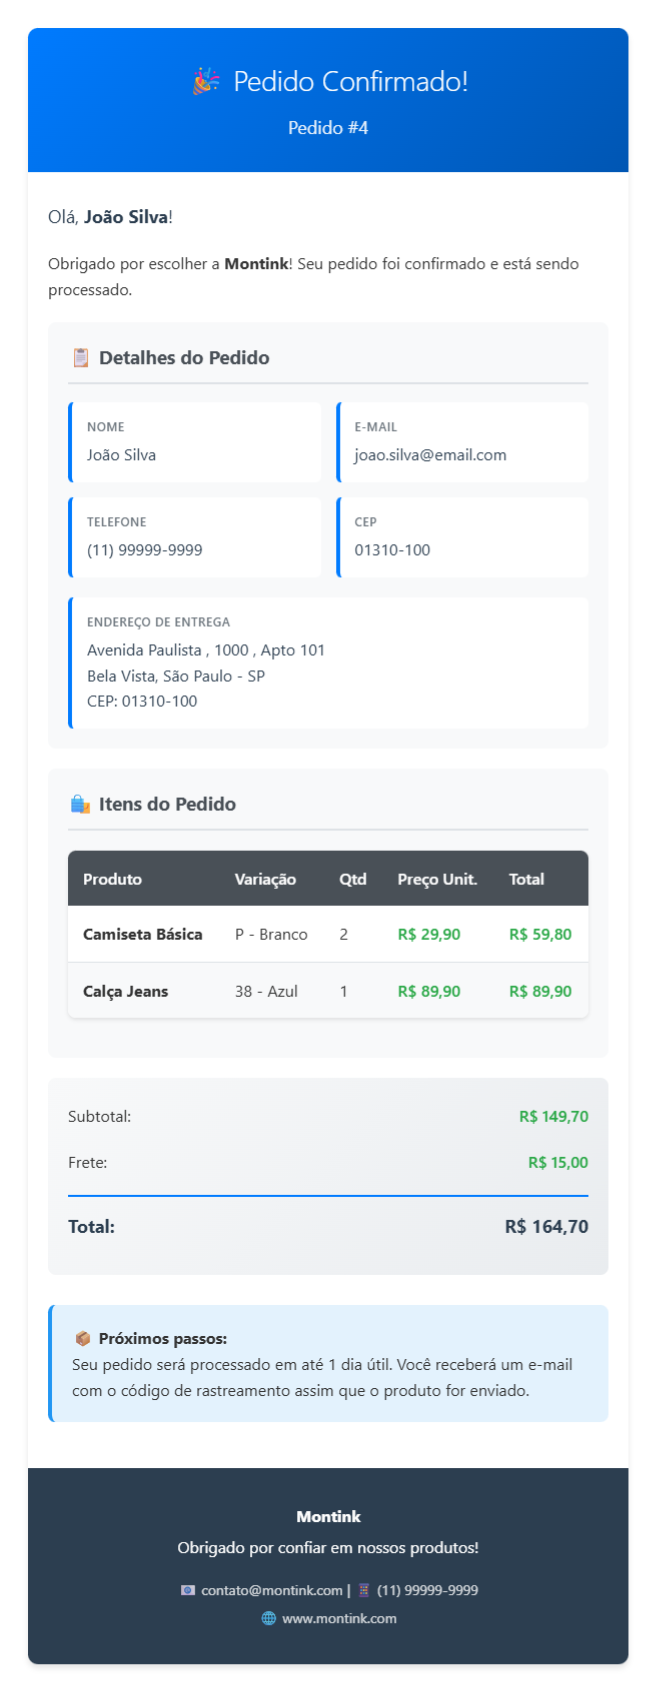 🎉 Pedido Confirmado!
Pedido #4
Olá, João Silva!
Obrigado por escolher a Montink! Seu pedido foi confirmado e está sendo
processado.
📋 Detalhes do Pedido
NOME
João Silva
E-MAIL
joao.silva@email.com
TELEFONE
(11) 99999-9999
CEP
01310-100
ENDEREÇO DE ENTREGA
Avenida Paulista , 1000 , Apto 101
Bela Vista, São Paulo - SP
CEP: 01310-100
🛍️ Itens do Pedido
Produto Variação Qtd Preço Unit. Total
Camiseta Básica P - Branco 2 R$ 29,90 R$ 59,80
Calça Jeans 38 - Azul 1 R$ 89,90 R$ 89,90
Subtotal: R$ 149,70
Frete: R$ 15,00
Total: R$ 164,70
📦 Próximos passos:
Seu pedido será processado em até 1 dia útil. Você receberá um e-mail
com o código de rastreamento assim que o produto for enviado.
Montink
Obrigado por confiar em nossos produtos!
📧 contato@montink.com | 📱 (11) 99999-9999
🌐 www.montink.com